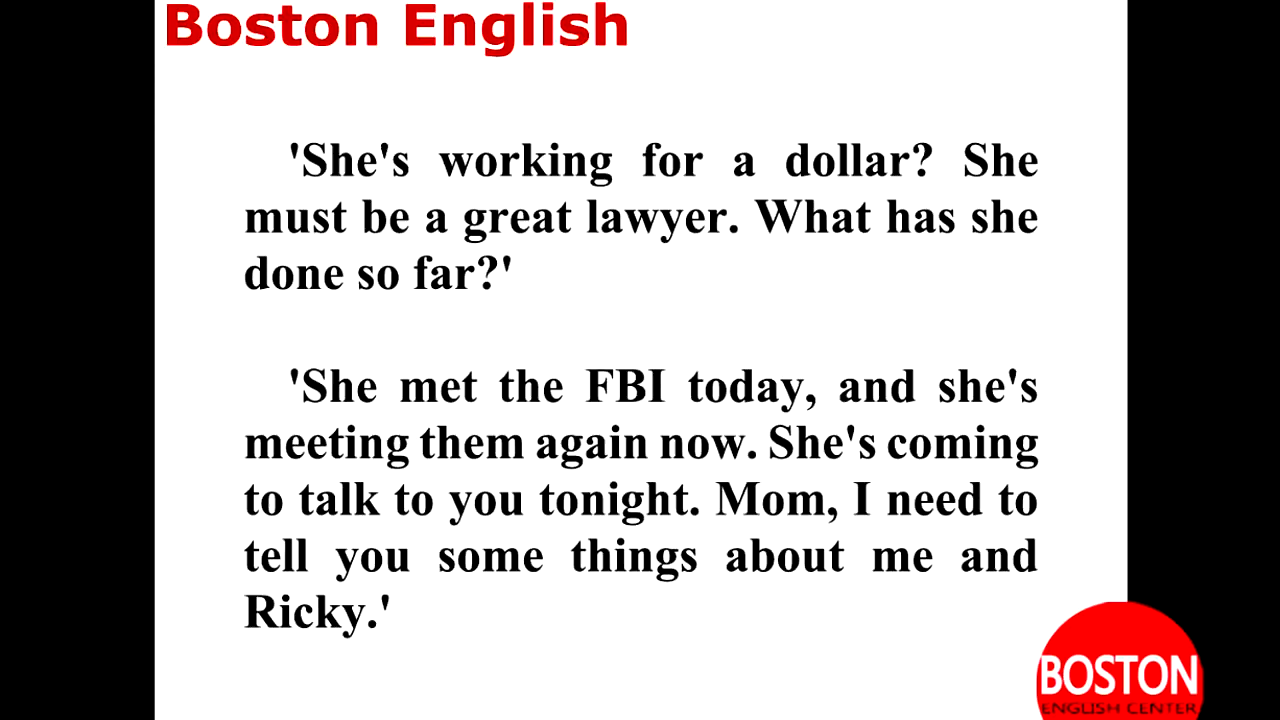 Boston English
'She's working for a dollar? She
must be a great lawyer. What has she
done so far?'
'She met the FBI today, and she's
meeting them again now. She's coming
to talk to you tonight. Mom, I need to
tell you some things about me and
Ricky.'
BOSTON
ENGLISH CENTER